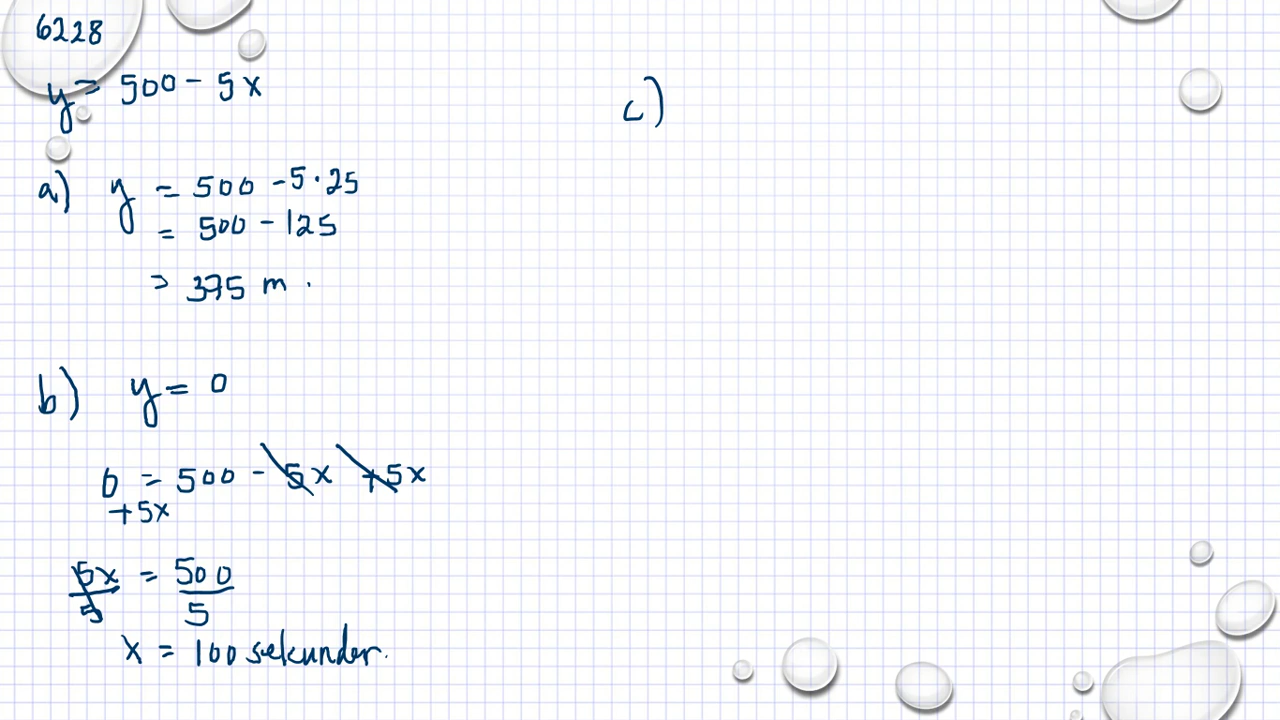 6228
y = 500 - 5x
a) y = 500 - 5·25
= 500 - 125
= 375 m.
b) y = 0
0 = 500 - 5x +5x
+5x
5x = 500
5 5
x = 100 sekunder.
c)